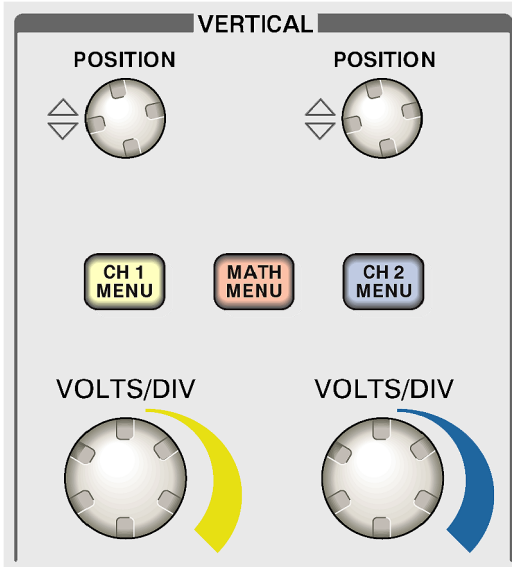 VERTICAL
POSITION
POSITION
CH 1
MENU
MATH
MENU
CH 2
MENU
VOLTS/DIV
VOLTS/DIV